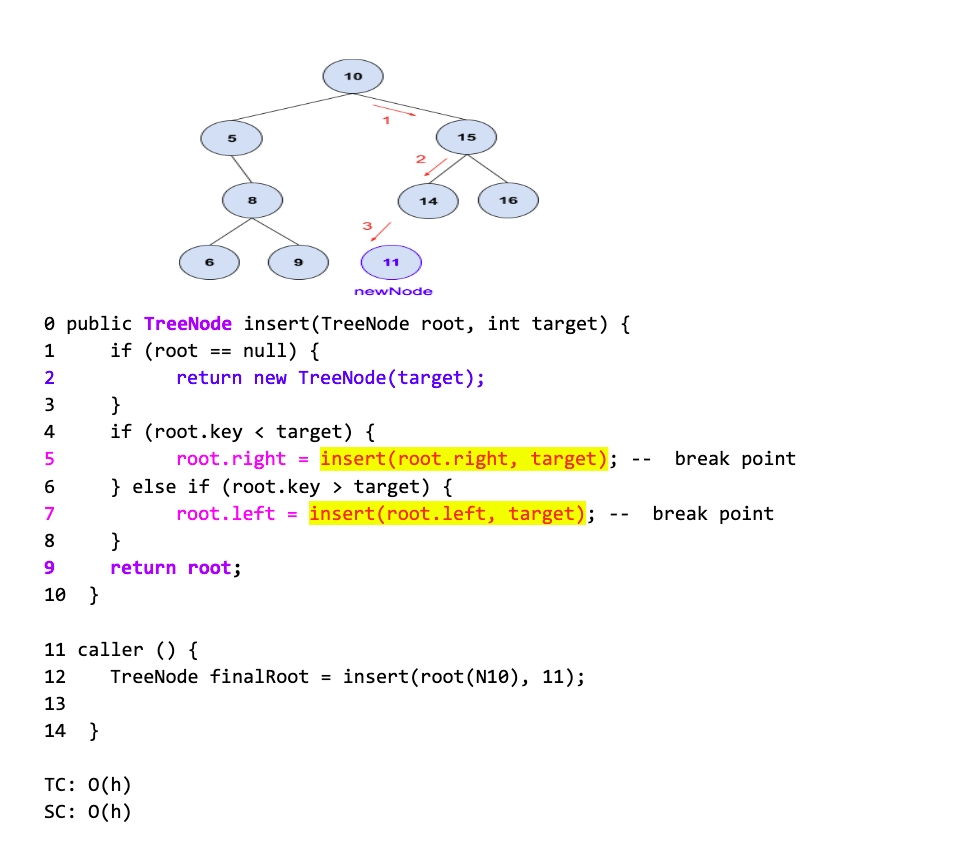 10
1
5
15
2
8
14
16
3
6
9
11
newNode
0 public TreeNode insert(TreeNode root, int target) {
1     if (root == null) {
2           return new TreeNode(target);
3     }
4     if (root.key < target) {
5           root.right = insert(root.right, target); --  break point
6     } else if (root.key > target) {
7           root.left = insert(root.left, target); --  break point
8     }
9     return root;
10  }
11 caller () {
12    TreeNode finalRoot = insert(root(N10), 11);
13
14  }
TC: O(h)
SC: O(h)